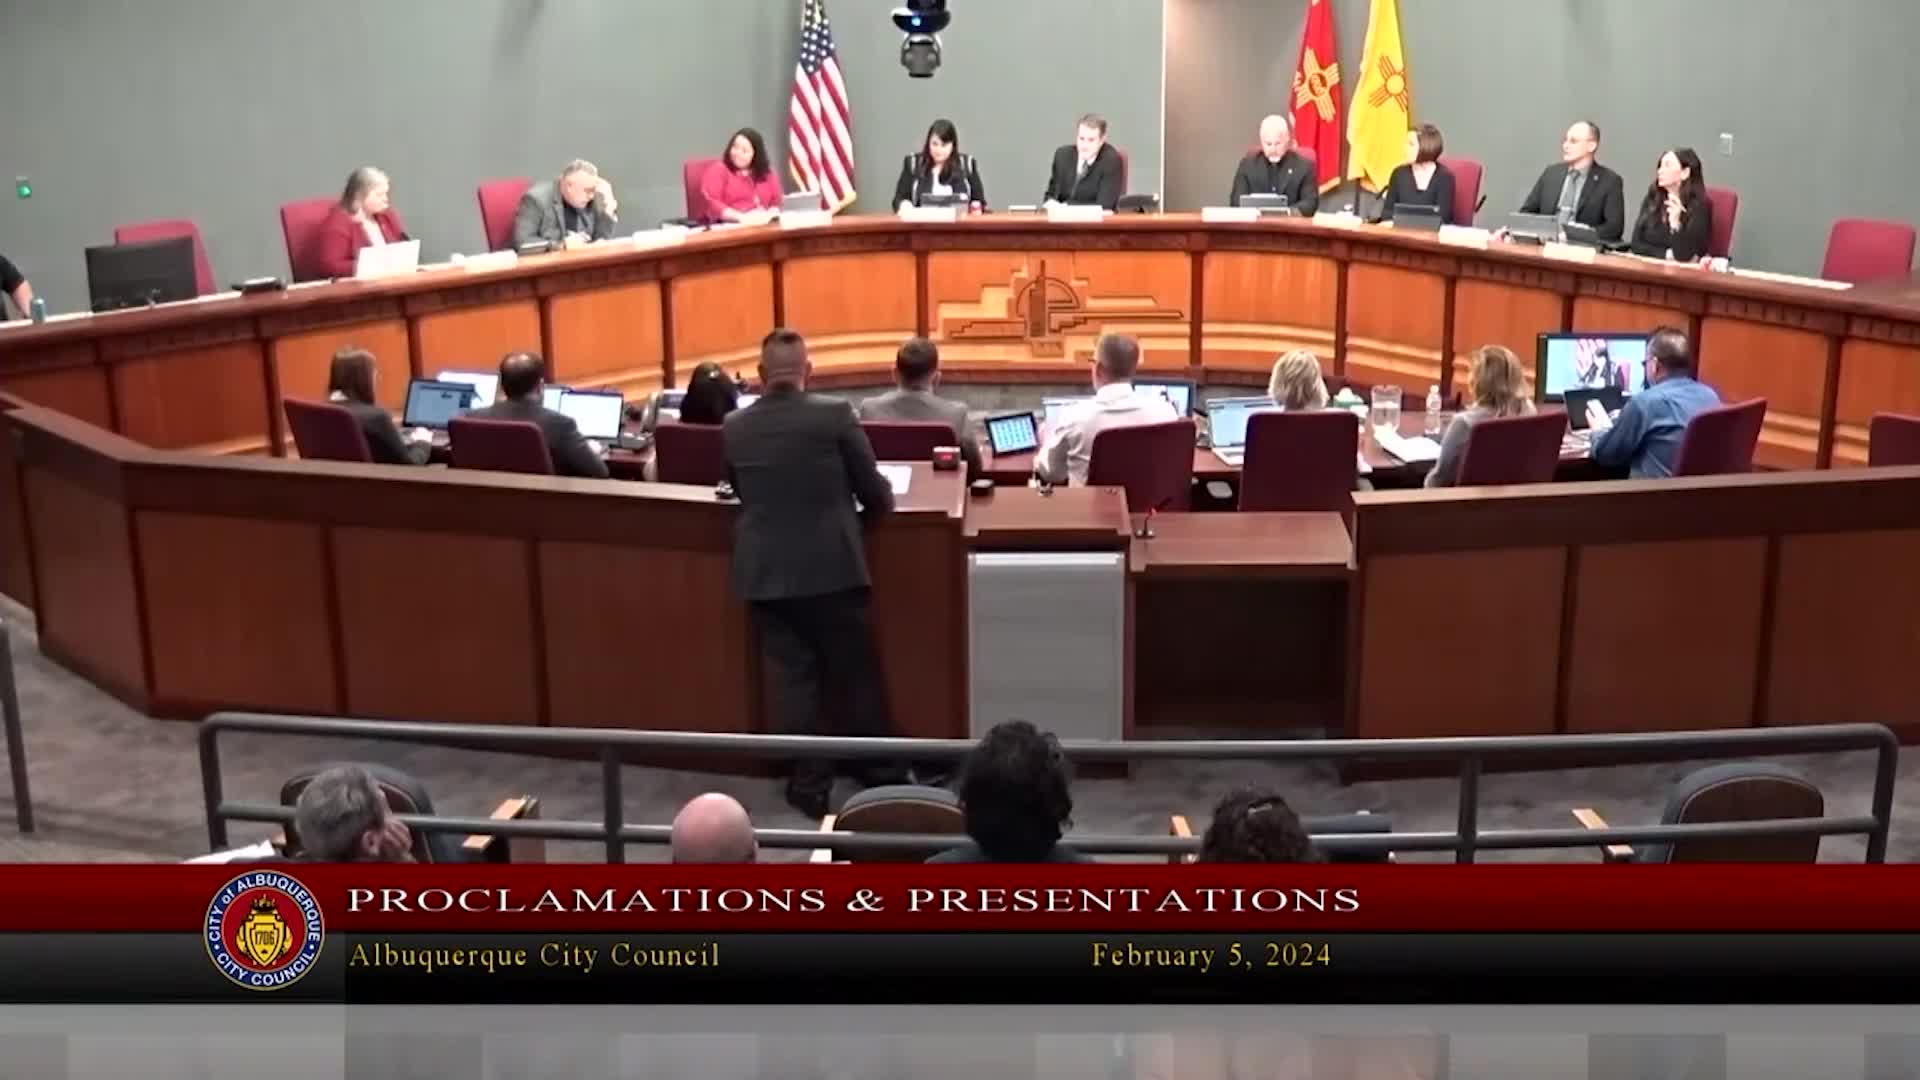 PROCLAMATIONS & PRESENTATIONS
Albuquerque City Council
February 5, 2024
CITY of ALBUQUERQUE
1706
CITY COUNCIL